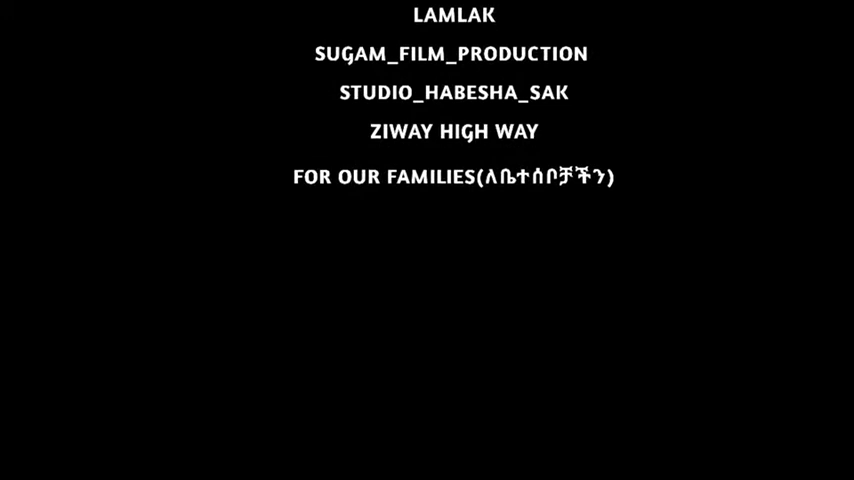 LAMLAK
SUGAM_FILM_PRODUCTION
STUDIO_HABESHA_SAK
ZIWAY HIGH WAY
FOR OUR FAMILIES(ለቤተሰቦቻችን)